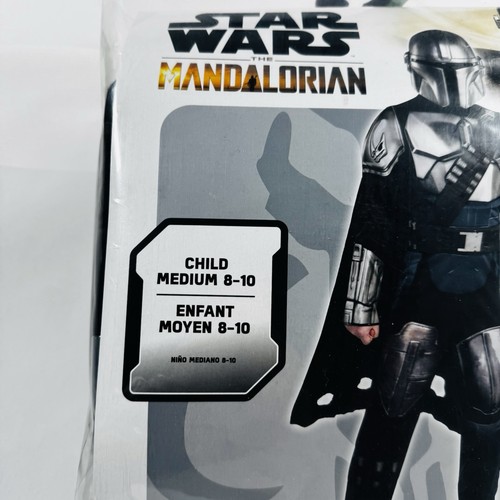 STAR
WARS
THE
MANDALORIAN
CHILD
MEDIUM 8-10
ENFANT
MOYEN 8-10
NIÑO MEDIANO 8-10